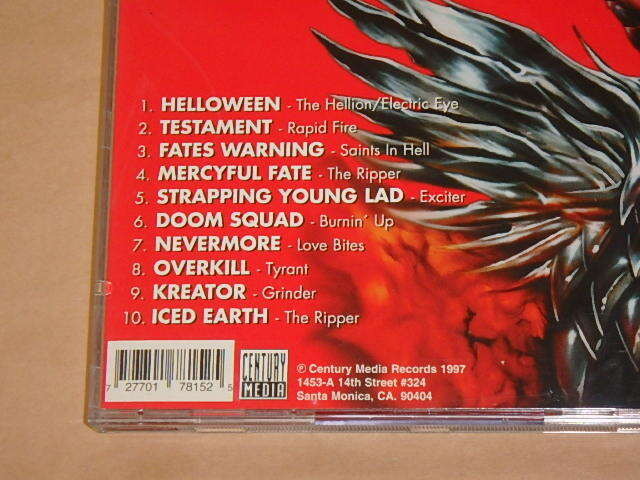 1. HELLOWEEN - The Hellion/Electric Eye
2. TESTAMENT - Rapid Fire
3. FATES WARNING - Saints In Hell
4. MERCYFUL FATE - The Ripper
5. STRAPPING YOUNG LAD - Exciter
6. DOOM SQUAD - Burnin' Up
7. NEVERMORE - Love Bites
8. OVERKILL - Tyrant
9. KREATOR - Grinder
10. ICED EARTH - The Ripper
7 27701 78152 5
CENTURY
MEDIA
℗ Century Media Records 1997
1453-A 14th Street #324
Santa Monica, CA. 90404